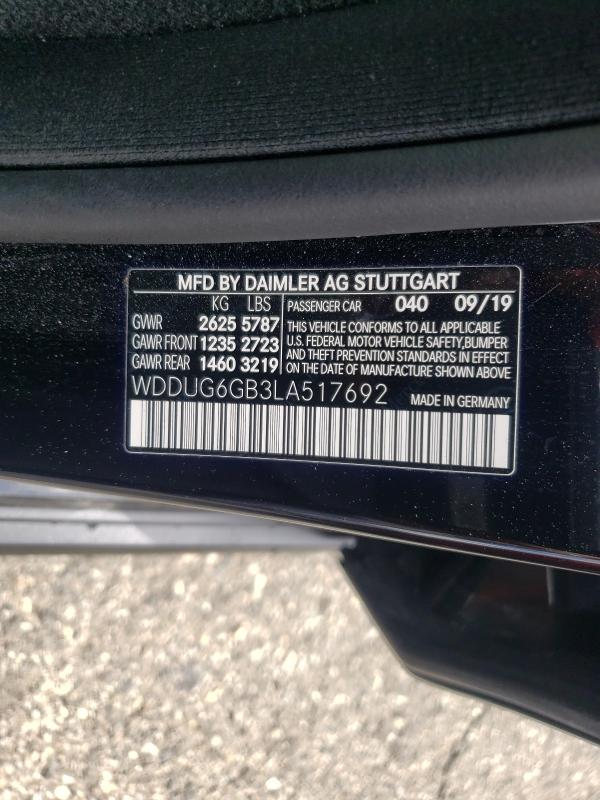 MFD BY DAIMLER AG STUTTGART
KG LBS PASSENGER CAR 040 09/19
GVWR 2625 5787 THIS VEHICLE CONFORMS TO ALL APPLICABLE
GAWR FRONT 1235 2723 U.S. FEDERAL MOTOR VEHICLE SAFETY,BUMPER
GAWR REAR 1460 3219 AND THEFT PREVENTION STANDARDS IN EFFECT
ON THE DATE OF MANUFACTURE SHOWN ABOVE
WDDUG6GB3LA517692 MADE IN GERMANY